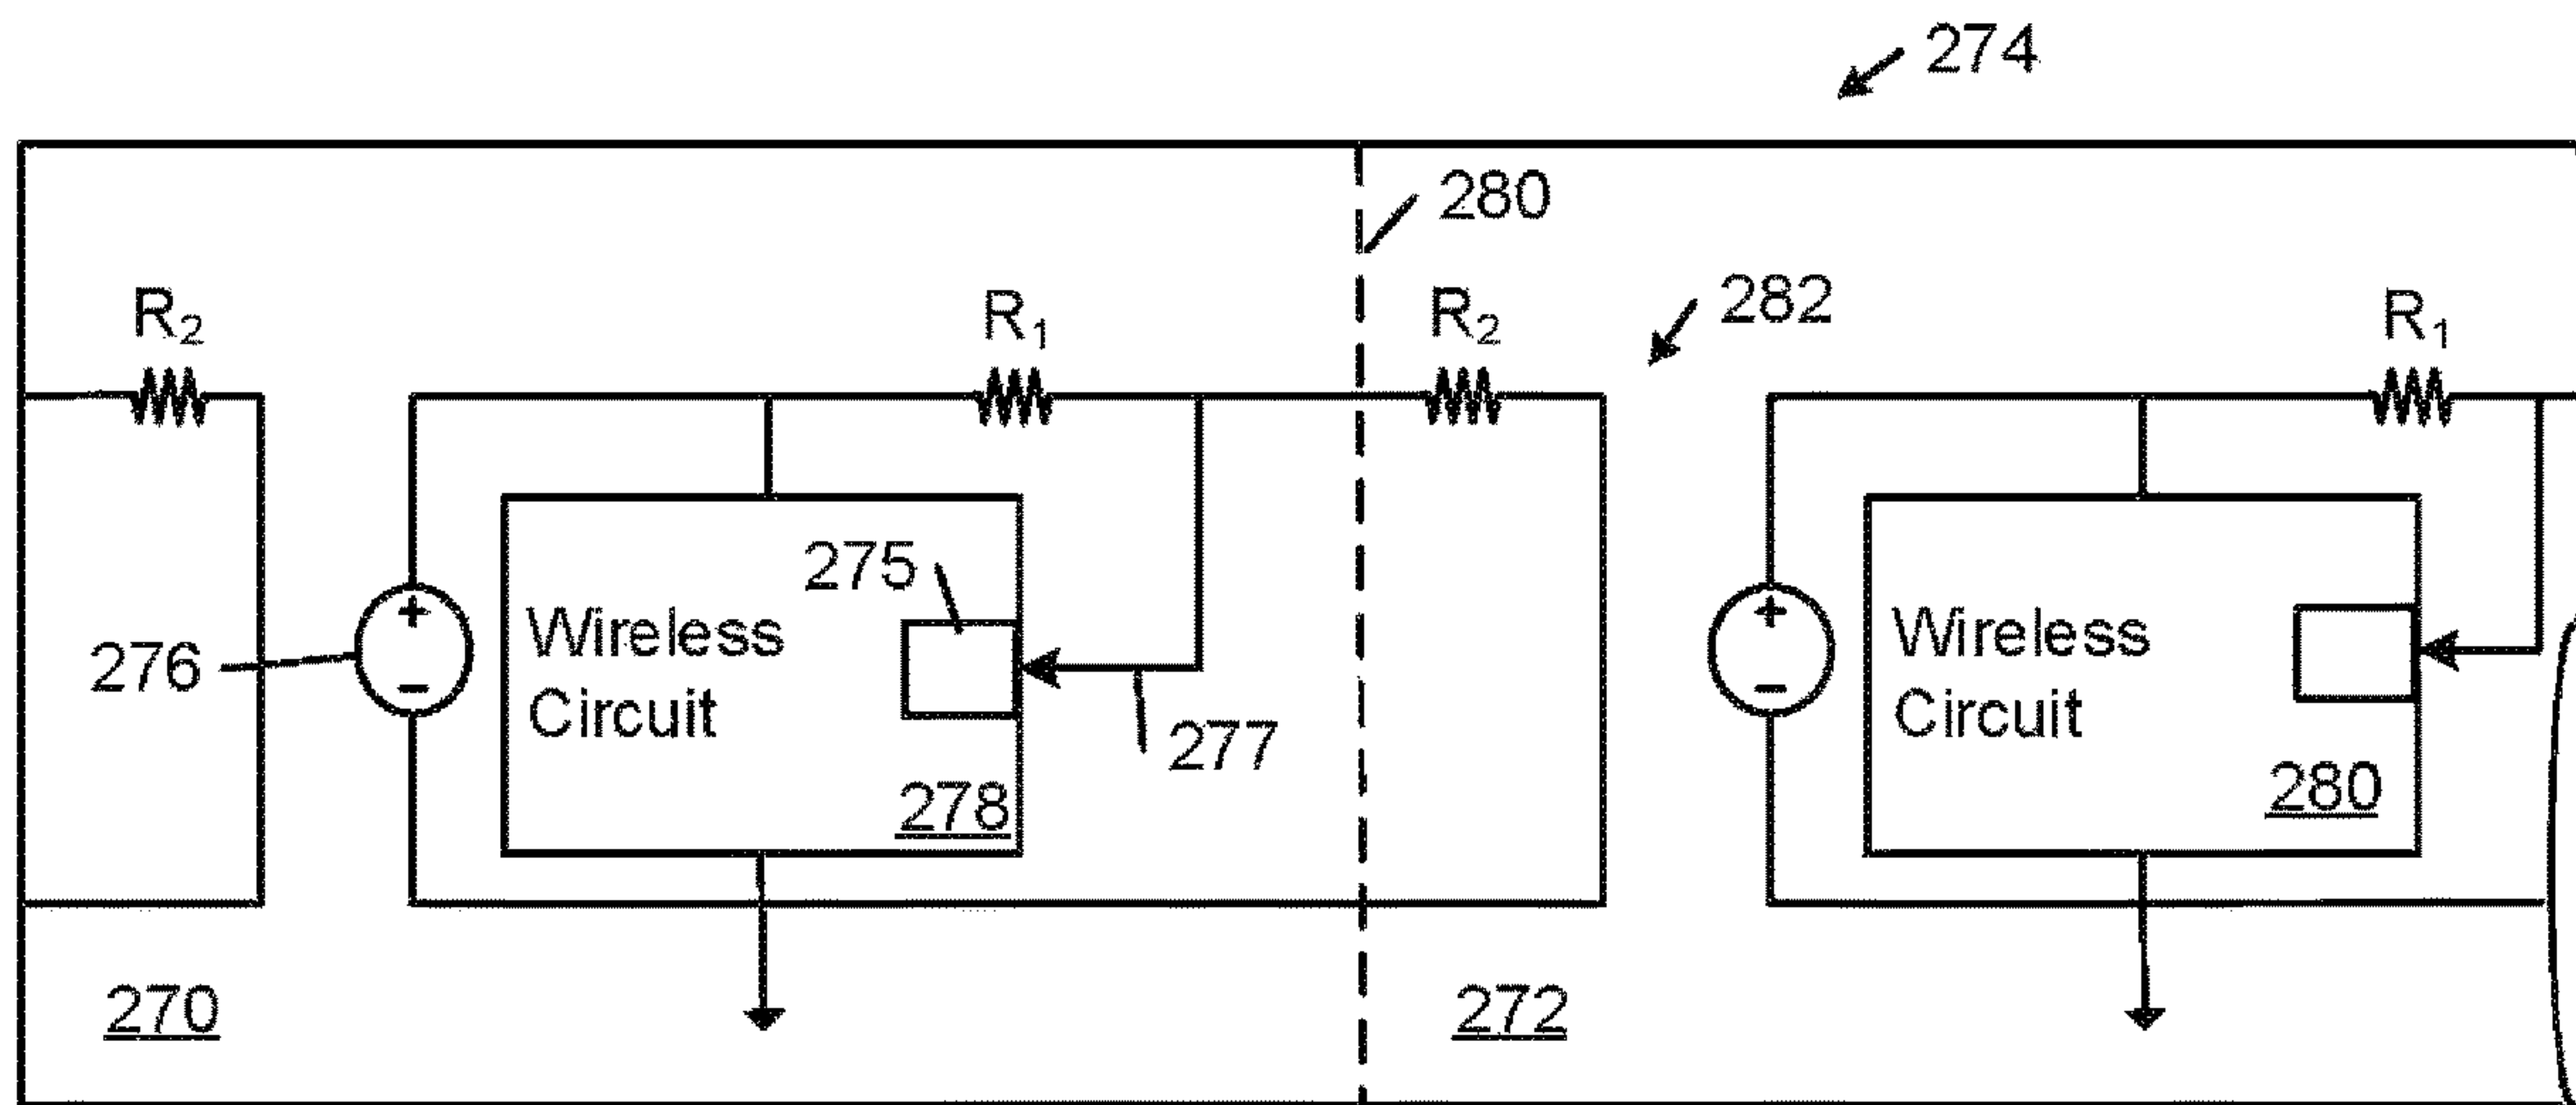 274
280
R₂
R₁
R₂
282
R₁
+
−
276
Wireless
Circuit
275
277
278
+
−
Wireless
Circuit
280
270
272